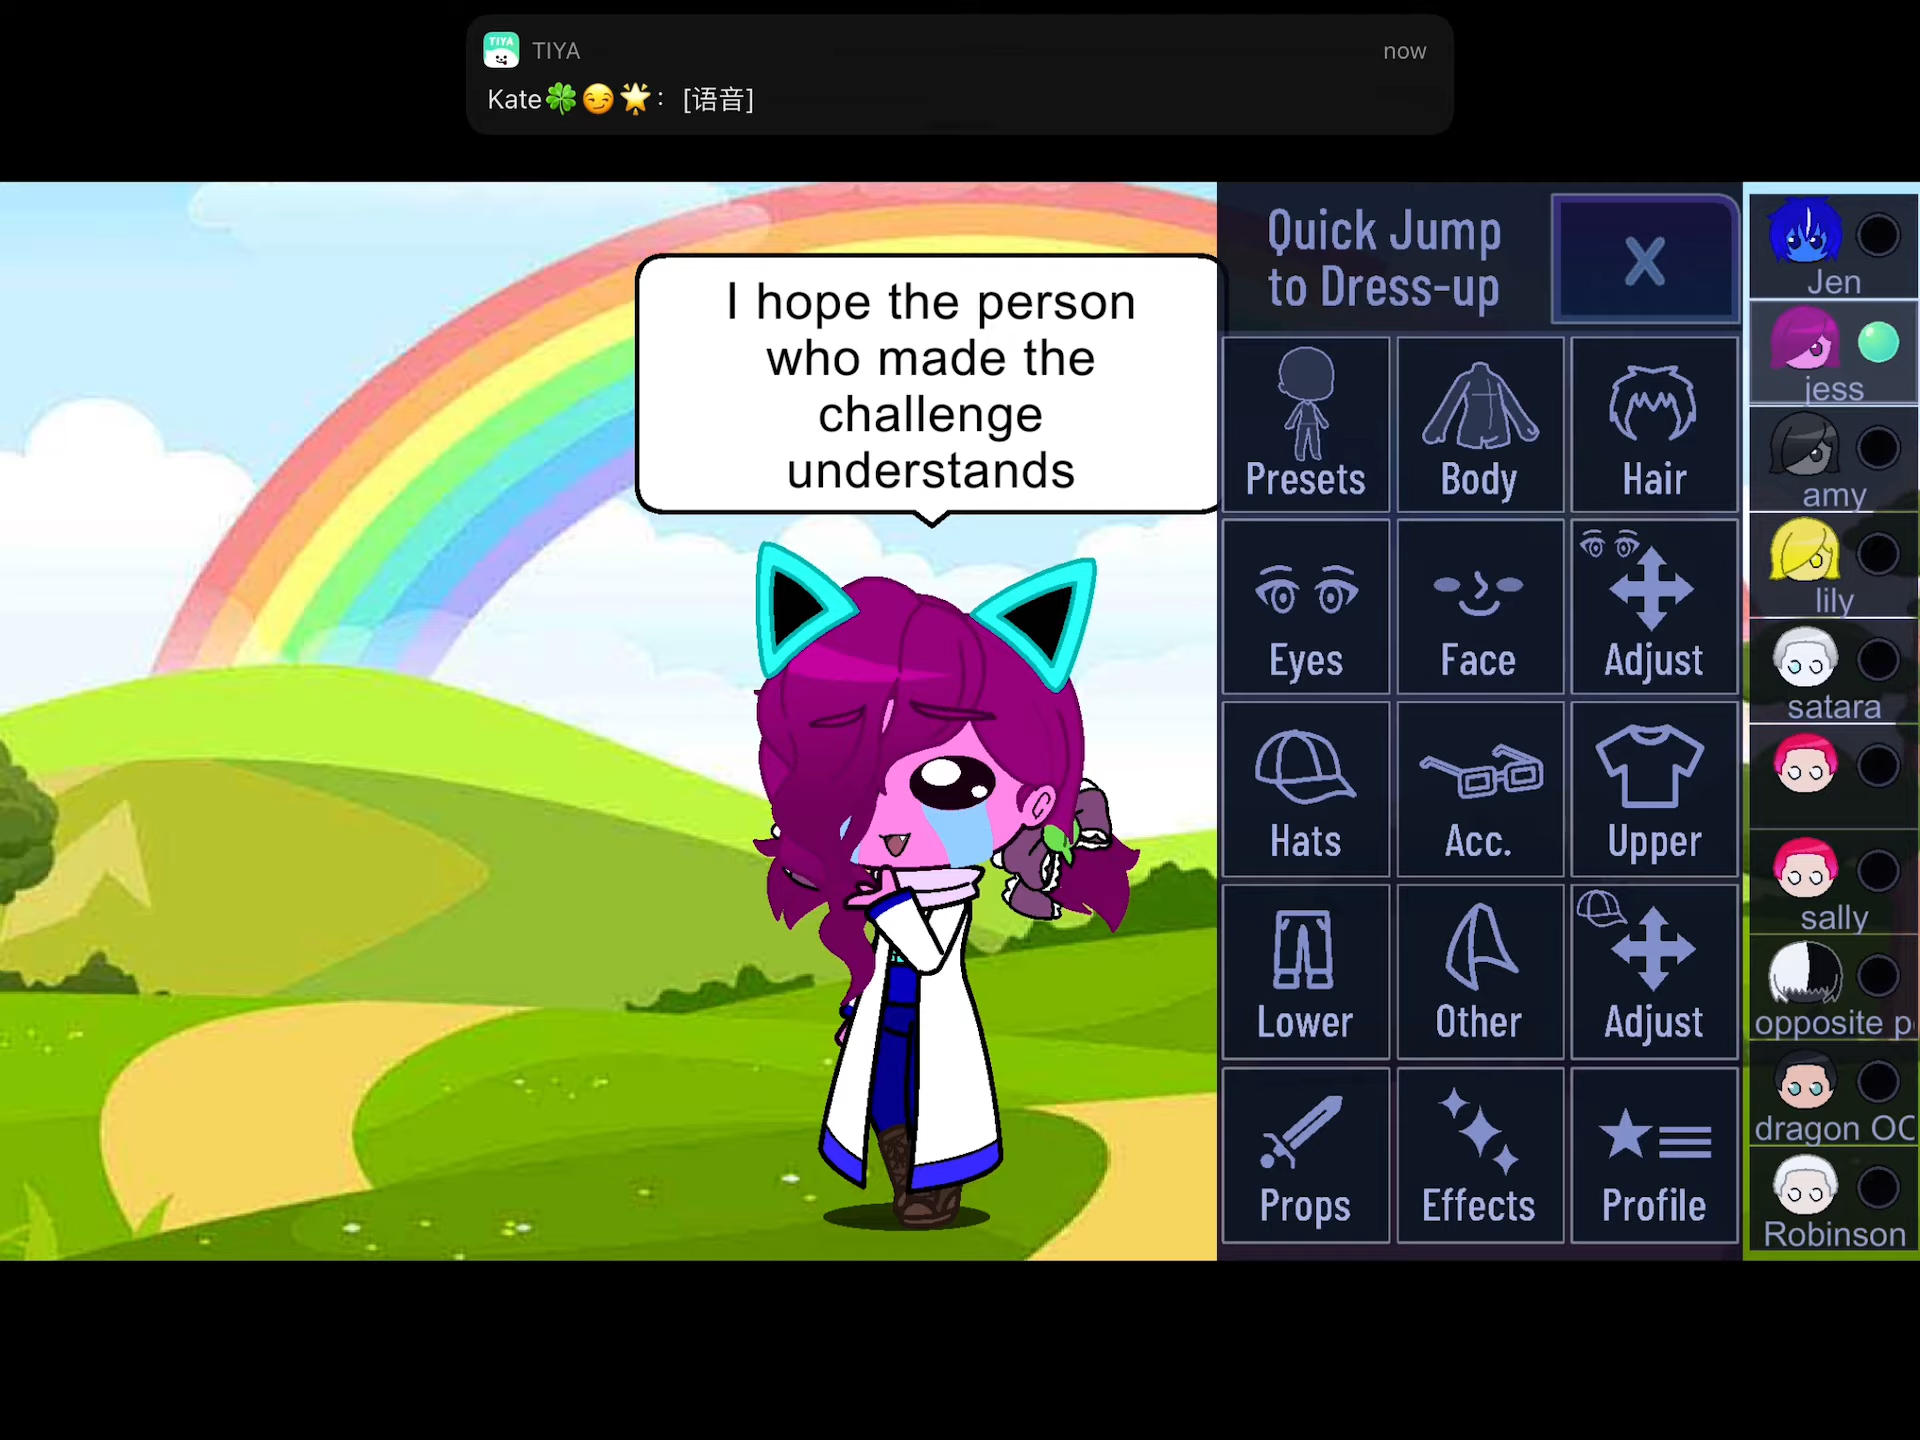 TIYA
TIYA
now
Kate🍀😏🌟: [语音]
I hope the person
who made the
challenge
understands
Quick Jump
to Dress-up
X
Presets
Body
Hair
Eyes
Face
Adjust
Hats
Acc.
Upper
Lower
Other
Adjust
Props
Effects
Profile
Jen
jess
amy
lily
satara
sally
opposite p
dragon OC
Robinson